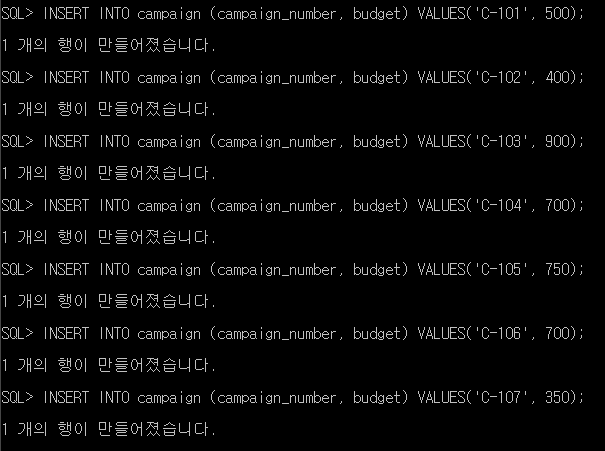 SQL> INSERT INTO campaign (campaign_number, budget) VALUES('C-101', 500);
1 개의 행이 만들어졌습니다.
SQL> INSERT INTO campaign (campaign_number, budget) VALUES('C-102', 400);
1 개의 행이 만들어졌습니다.
SQL> INSERT INTO campaign (campaign_number, budget) VALUES('C-103', 900);
1 개의 행이 만들어졌습니다.
SQL> INSERT INTO campaign (campaign_number, budget) VALUES('C-104', 700);
1 개의 행이 만들어졌습니다.
SQL> INSERT INTO campaign (campaign_number, budget) VALUES('C-105', 750);
1 개의 행이 만들어졌습니다.
SQL> INSERT INTO campaign (campaign_number, budget) VALUES('C-106', 700);
1 개의 행이 만들어졌습니다.
SQL> INSERT INTO campaign (campaign_number, budget) VALUES('C-107', 350);
1 개의 행이 만들어졌습니다.